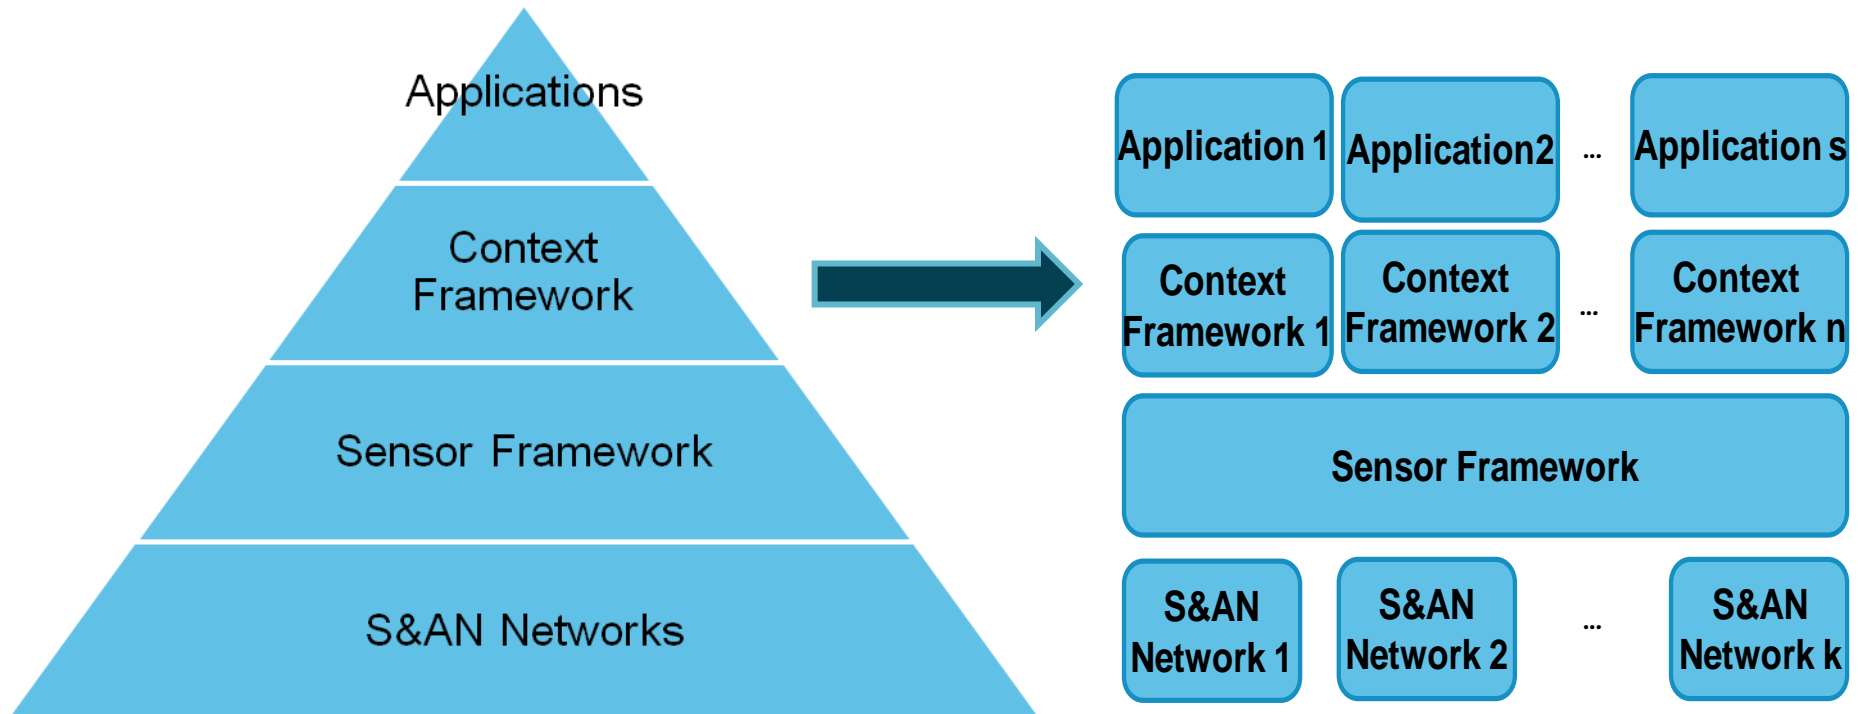 Applications
Context
Framework
Sensor Framework
S&AN Networks
Application 1
Application2
...
Application s
Context
Framework 1
Context
Framework 2
...
Context
Framework n
Sensor Framework
S&AN
Network 1
S&AN
Network 2
...
S&AN
Network k